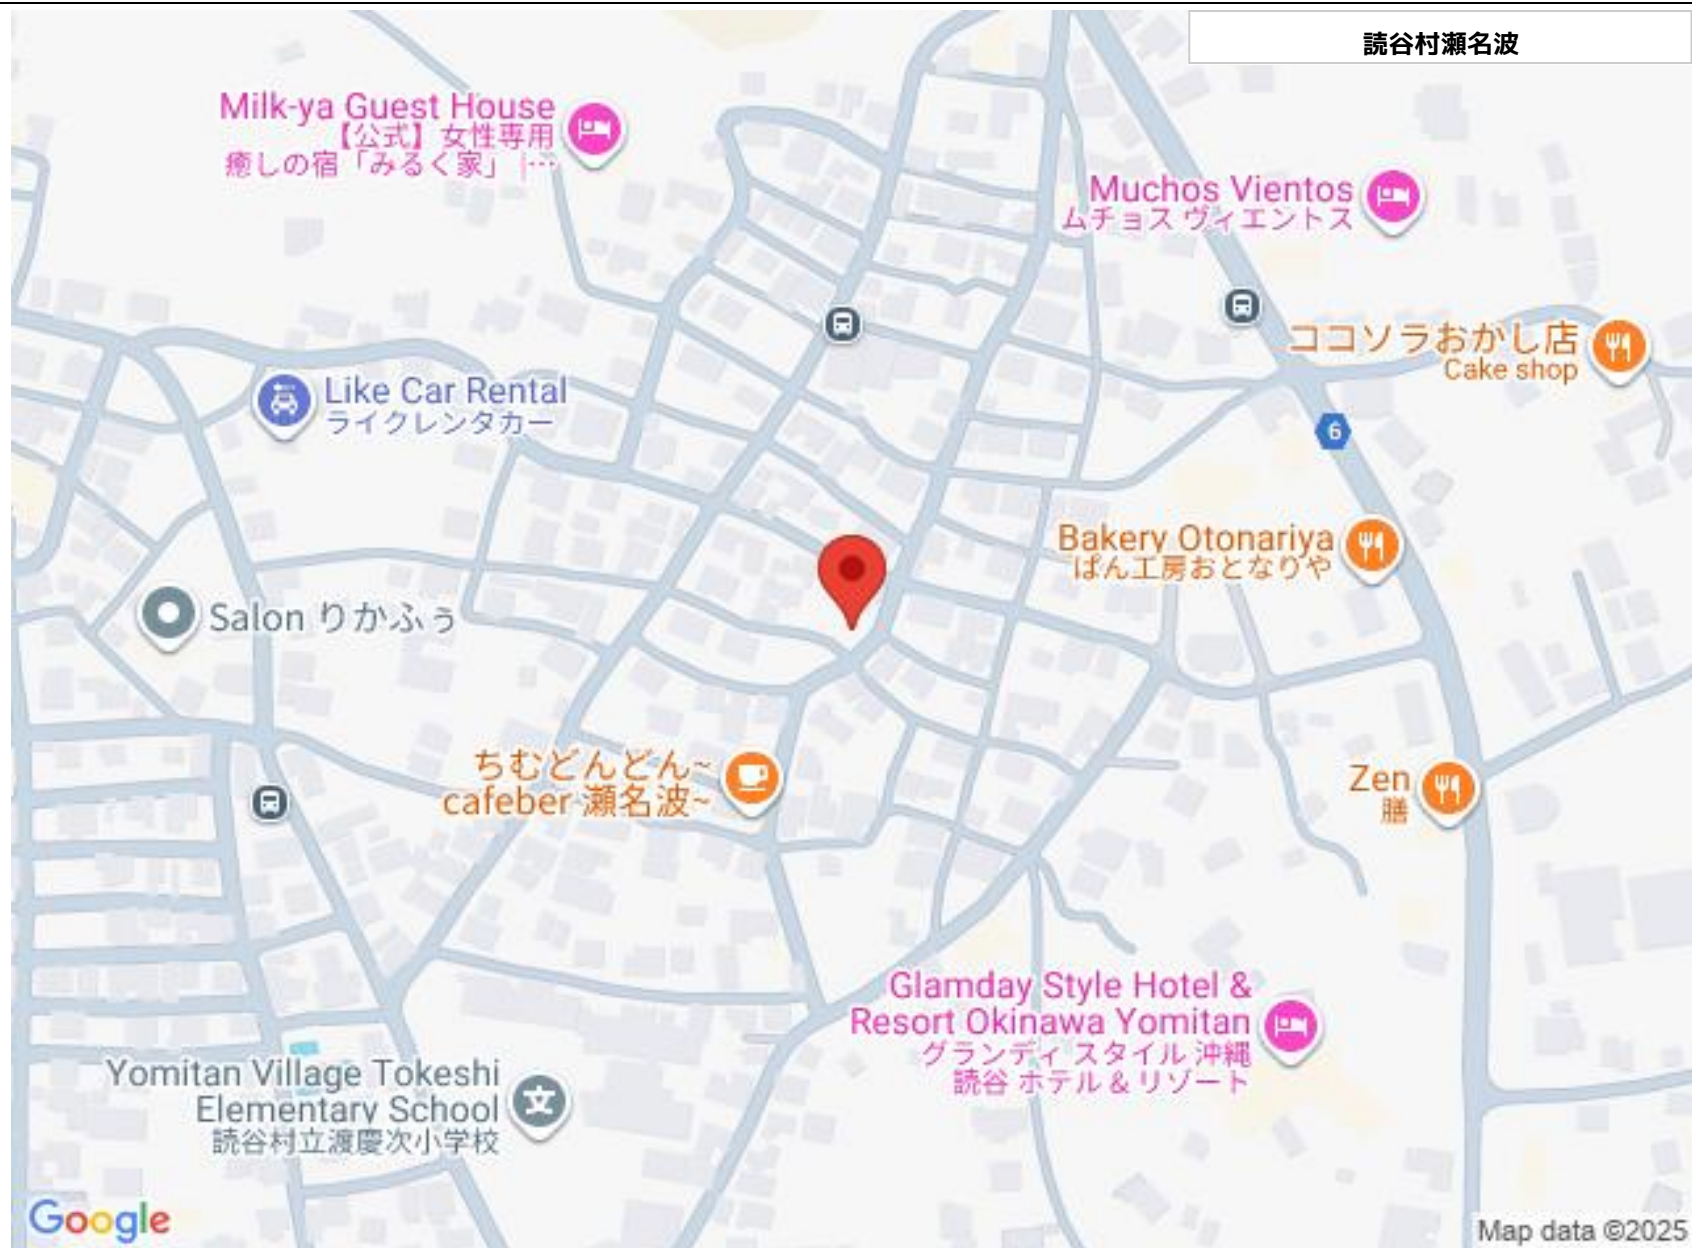 読谷村瀬名波
Milk-ya Guest House
【公式】女性専用
癒しの宿「みるく家」 |…
Muchos Vientos
ムチョス ヴィエントス
ココソラおかし店
Cake shop
Like Car Rental
ライクレンタカー
6
Bakery Otonariya
ぱん工房おとなりや
Salon りかふぅ
ちむどんどん~
cafeber 瀬名波~
Zen
膳
Glamday Style Hotel &
Resort Okinawa Yomitan
グランディ スタイル 沖縄
読谷 ホテル & リゾート
Yomitan Village Tokeshi
Elementary School
読谷村立渡慶次小学校
文
Google
Map data ©2025